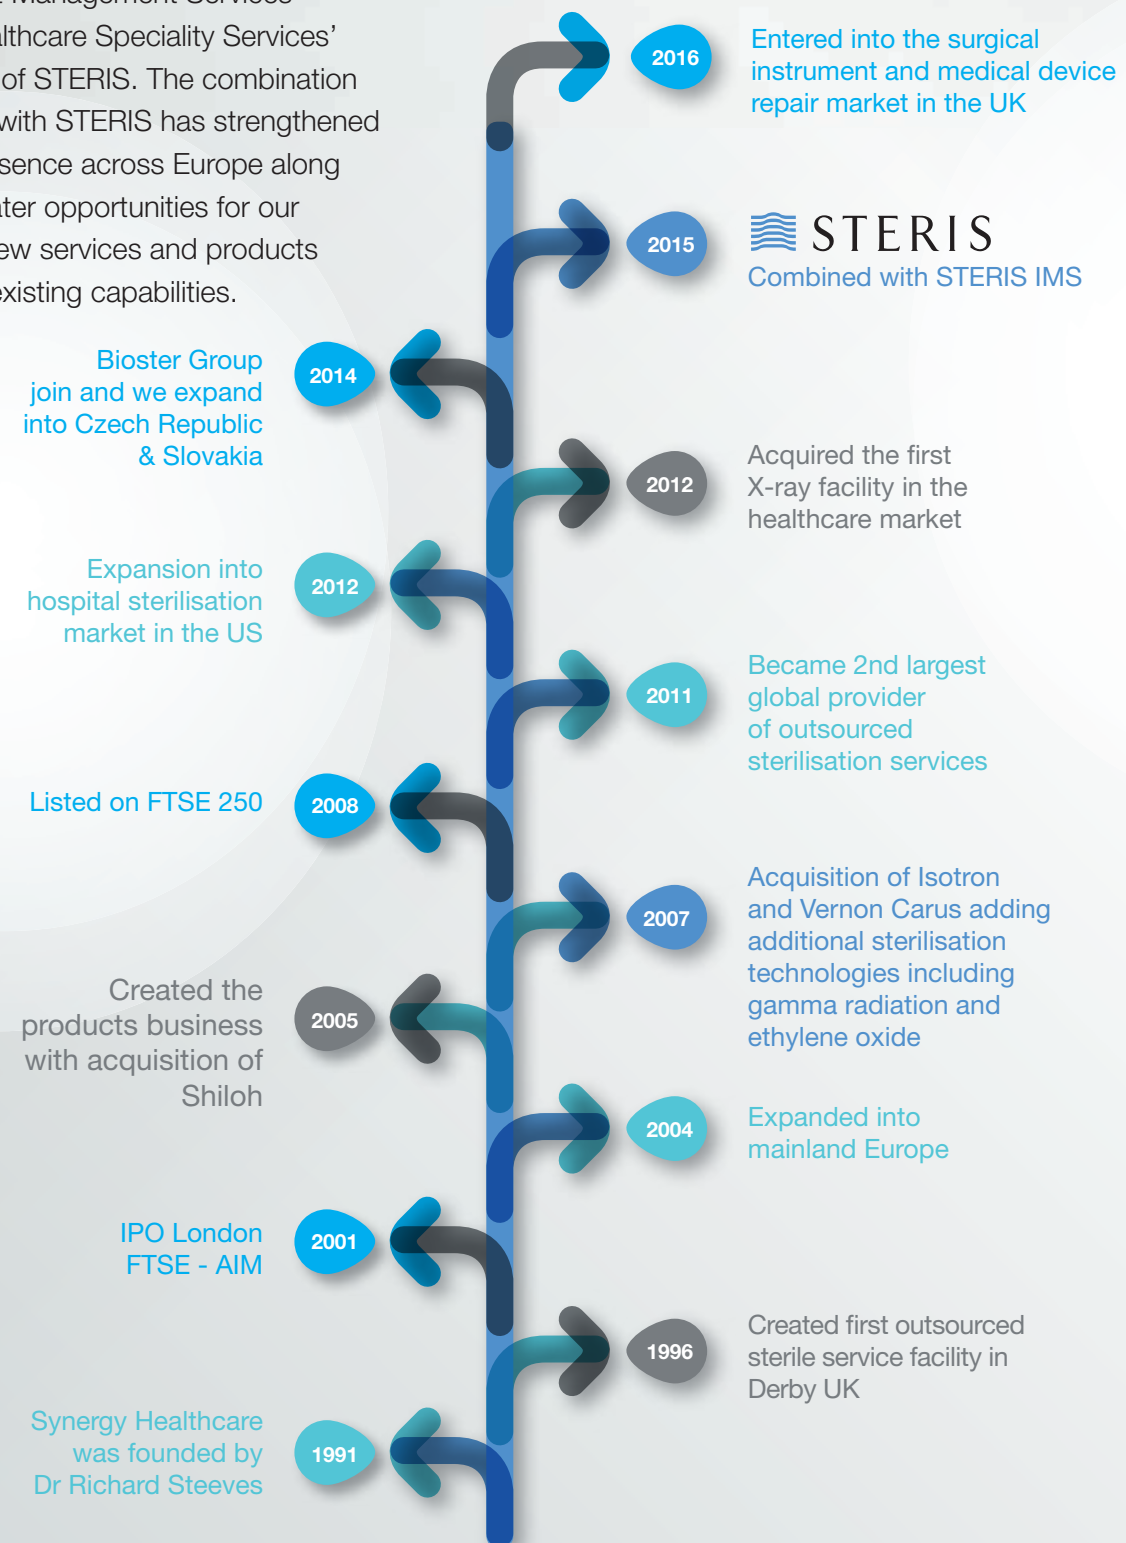 Management Services
Healthcare Speciality Services’
of STERIS. The combination
with STERIS has strengthened
across Europe along
opportunities for our
services and products
existing capabilities.
2016
Entered into the surgical
instrument and medical device
repair market in the UK
2015
STERIS
Combined with STERIS IMS
Bioster Group
join and we expand
into Czech Republic
& Slovakia
2014
2012
Acquired the first
X-ray facility in the
healthcare market
Expansion into
hospital sterilisation
market in the US
2012
2011
Became 2nd largest
global provider
of outsourced
sterilisation services
Listed on FTSE 250
2008
2007
Acquisition of Isotron
and Vernon Carus adding
additional sterilisation
technologies including
gamma radiation and
ethylene oxide
Created the
products business
with acquisition of
Shiloh
2005
2004
Expanded into
mainland Europe
IPO London
FTSE - AIM
2001
1996
Created first outsourced
sterile service facility in
Derby UK
Synergy Healthcare
was founded by
Dr Richard Steeves
1991